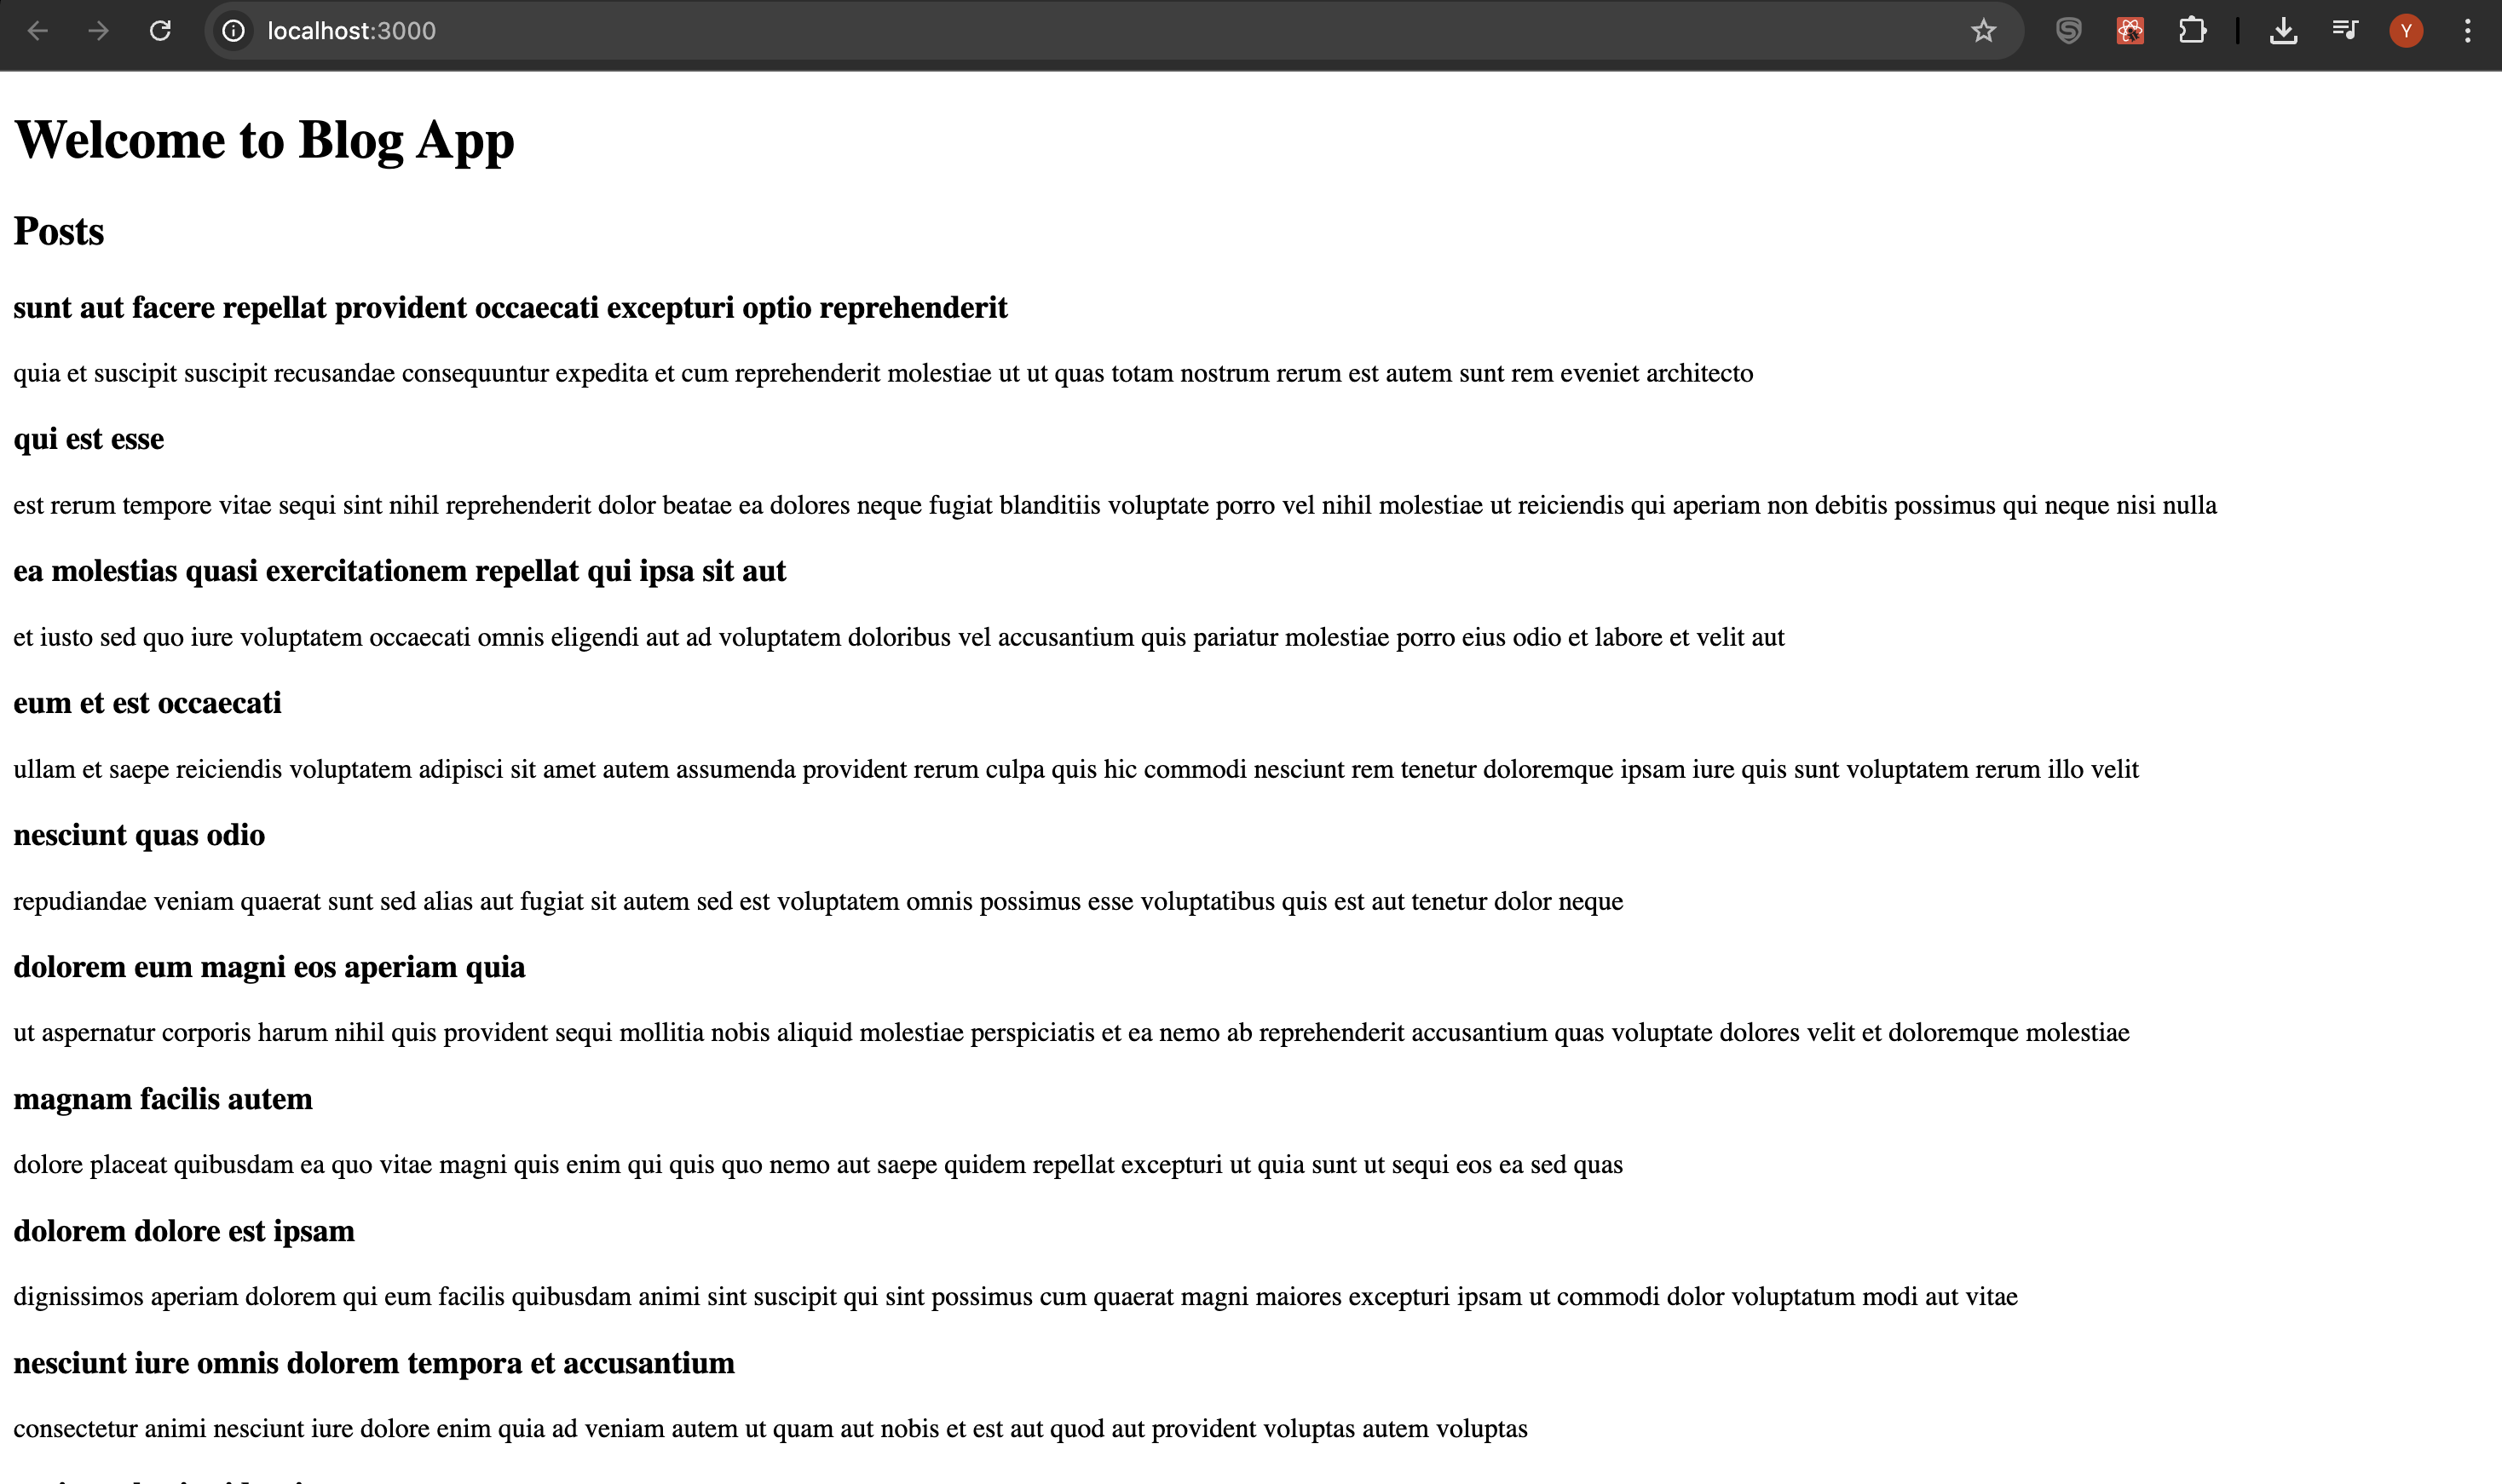 localhost:3000
Y
Welcome to Blog App
Posts
sunt aut facere repellat provident occaecati excepturi optio reprehenderit
quia et suscipit suscipit recusandae consequuntur expedita et cum reprehenderit molestiae ut ut quas totam nostrum rerum est autem sunt rem eveniet architecto
qui est esse
est rerum tempore vitae sequi sint nihil reprehenderit dolor beatae ea dolores neque fugiat blanditiis voluptate porro vel nihil molestiae ut reiciendis qui aperiam non debitis possimus qui neque nisi nulla
ea molestias quasi exercitationem repellat qui ipsa sit aut
et iusto sed quo iure voluptatem occaecati omnis eligendi aut ad voluptatem doloribus vel accusantium quis pariatur molestiae porro eius odio et labore et velit aut
eum et est occaecati
ullam et saepe reiciendis voluptatem adipisci sit amet autem assumenda provident rerum culpa quis hic commodi nesciunt rem tenetur doloremque ipsam iure quis sunt voluptatem rerum illo velit
nesciunt quas odio
repudiandae veniam quaerat sunt sed alias aut fugiat sit autem sed est voluptatem omnis possimus esse voluptatibus quis est aut tenetur dolor neque
dolorem eum magni eos aperiam quia
ut aspernatur corporis harum nihil quis provident sequi mollitia nobis aliquid molestiae perspiciatis et ea nemo ab reprehenderit accusantium quas voluptate dolores velit et doloremque molestiae
magnam facilis autem
dolore placeat quibusdam ea quo vitae magni quis enim qui quis quo nemo aut saepe quidem repellat excepturi ut quia sunt ut sequi eos ea sed quas
dolorem dolore est ipsam
dignissimos aperiam dolorem qui eum facilis quibusdam animi sint suscipit qui sint possimus cum quaerat magni maiores excepturi ipsam ut commodi dolor voluptatum modi aut vitae
nesciunt iure omnis dolorem tempora et accusantium
consectetur animi nesciunt iure dolore enim quia ad veniam autem ut quam aut nobis et est aut quod aut provident voluptas autem voluptas